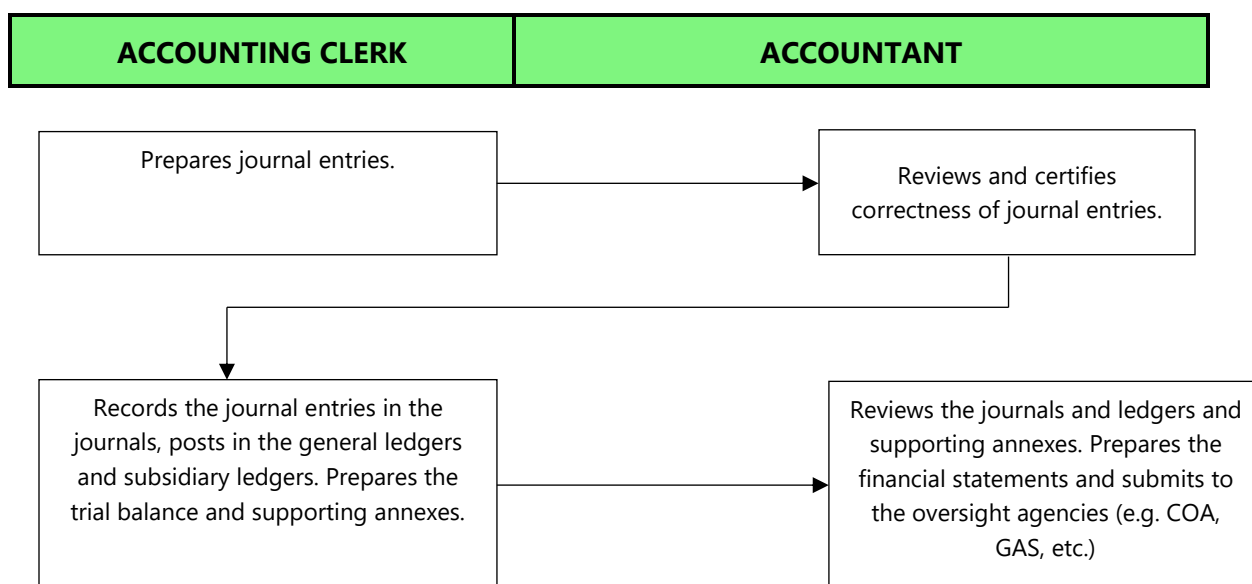 ACCOUNTING CLERK
ACCOUNTANT
Prepares journal entries.
Reviews and certifies
correctness of journal entries.
Records the journal entries in the
journals, posts in the general ledgers
and subsidiary ledgers. Prepares the
trial balance and supporting annexes.
Reviews the journals and ledgers and
supporting annexes. Prepares the
financial statements and submits to
the oversight agencies (e.g. COA,
GAS, etc.)